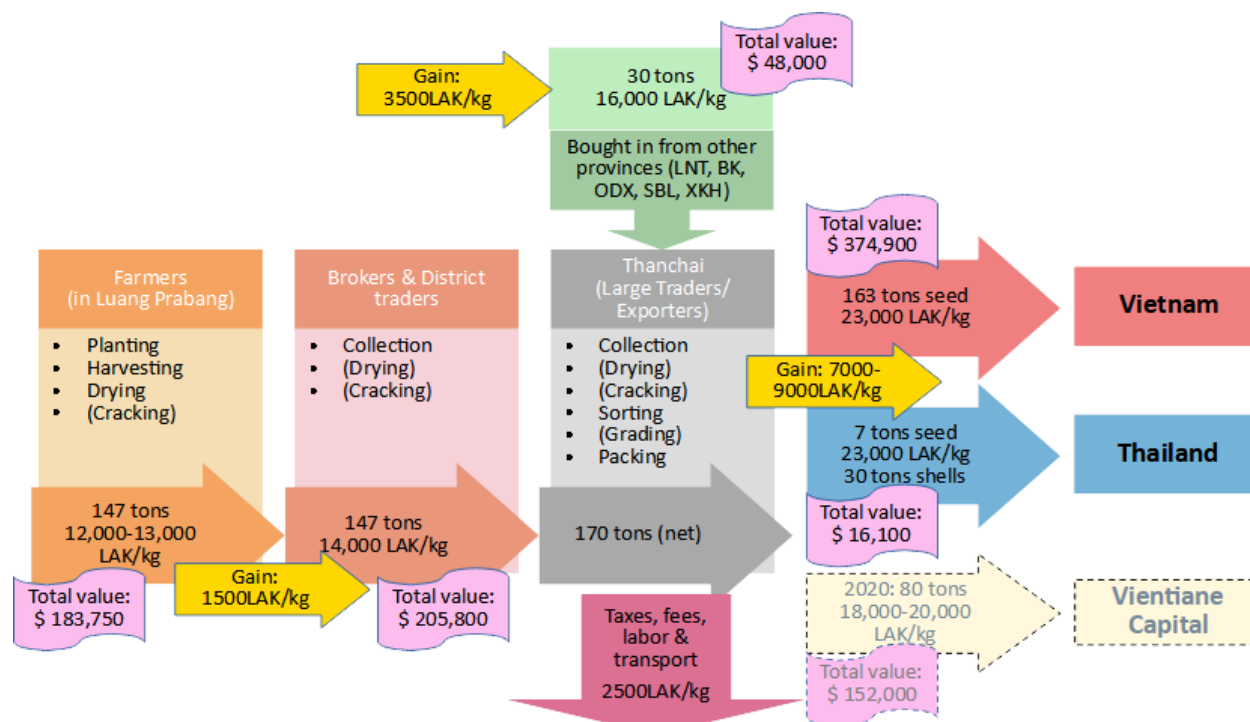 Total value:
$ 48,000
Gain:
3500LAK/kg
30 tons
16,000 LAK/kg
Bought in from other
provinces (LNT, BK,
ODX, SBL, XKH)
Total value:
$ 374,900
Farmers
(in Luang Prabang)
Brokers & District
traders
Thanchai
(Large Traders/
Exporters)
163 tons seed
23,000 LAK/kg
Vietnam
• Planting
• Harvesting
• Drying
• (Cracking)
• Collection
• (Drying)
• (Cracking)
• Collection
• (Drying)
• (Cracking)
• Sorting
• (Grading)
• Packing
Gain: 7000-
9000LAK/kg
7 tons seed
23,000 LAK/kg
30 tons shells
Thailand
147 tons
12,000-13,000
LAK/kg
147 tons
14,000 LAK/kg
170 tons (net)
Total value:
$ 16,100
Total value:
$ 183,750
Gain:
1500LAK/kg
Total value:
$ 205,800
Taxes, fees,
labor &
transport
2500LAK/kg
2020: 80 tons
18,000-20,000
LAK/kg
Vientiane
Capital
Total value:
$ 152,000